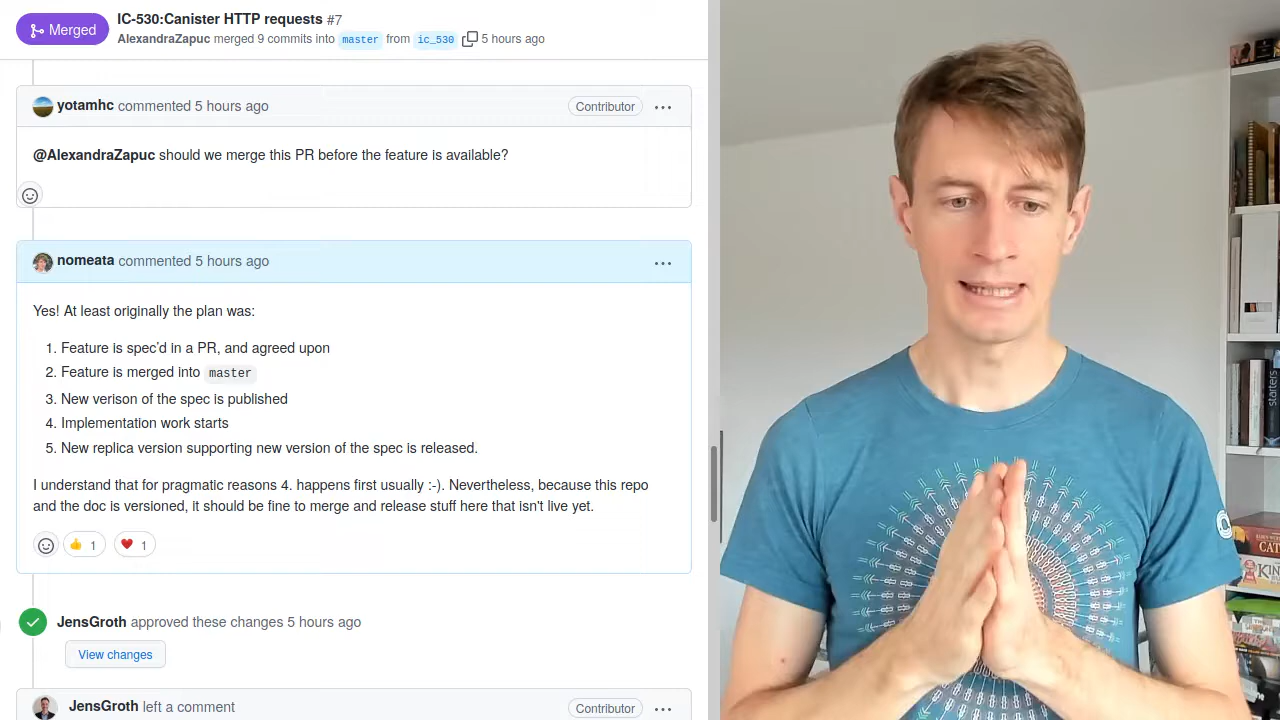 Merged
IC-530:Canister HTTP requests #7
AlexandraZapuc merged 9 commits into master from ic_530 5 hours ago
yotamhc commented 5 hours ago
Contributor
@AlexandraZapuc should we merge this PR before the feature is available?
nomeata commented 5 hours ago
Yes! At least originally the plan was:
1. Feature is spec'd in a PR, and agreed upon
2. Feature is merged into master
3. New verison of the spec is published
4. Implementation work starts
5. New replica version supporting new version of the spec is released.
I understand that for pragmatic reasons 4. happens first usually :-). Nevertheless, because this repo
and the doc is versioned, it should be fine to merge and release stuff here that isn't live yet.
👍 1 ❤️ 1
JensGroth approved these changes 5 hours ago
View changes
JensGroth left a comment
Contributor
starters
CAT
KIN